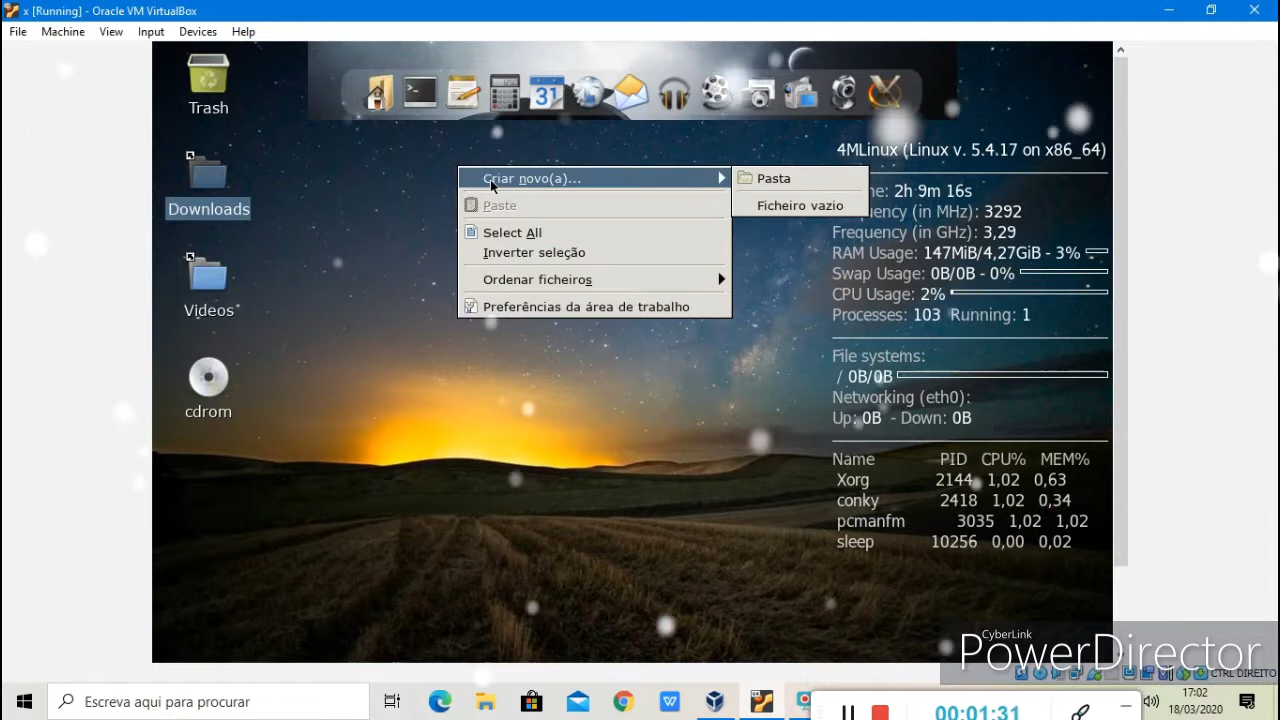 x [Running] - Oracle VM VirtualBox
File Machine View Input Devices Help
Trash
Downloads
Vídeos
cdrom
31
Criar novo(a)...
Paste
Select All
Inverter seleção
Ordenar ficheiros
Preferências da área de trabalho
Pasta
Ficheiro vazio
4MLinux (Linux v. 5.4.17 on x86_64)
me: 2h 9m 16s
quency (in MHz): 3292
Frequency (in GHz): 3,29
RAM Usage: 147MiB/4,27GiB - 3%
Swap Usage: 0B/0B - 0%
CPU Usage: 2%
Processes: 103 Running: 1
File systems:
/ 0B/0B
Networking (eth0):
Up: 0B - Down: 0B
Name PID CPU% MEM%
Xorg 2144 1,02 0,63
conky 2418 1,02 0,34
pcmanfm 3035 1,02 1,02
sleep 10256 0,00 0,02
CyberLink
PowerDirector
CTRL DIREITO
Escreva aqui para procurar
00:01:31
17:02
18/03/2020